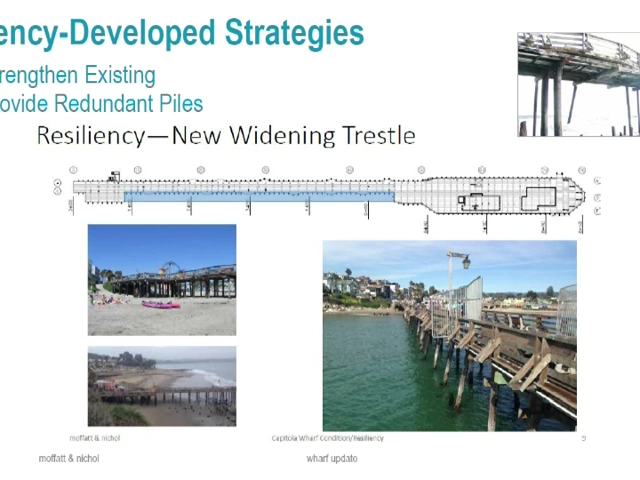 ency-Developed Strategies
rengthen Existing
ovide Redundant Piles
Resiliency—New Widening Trestle
moffatt & nichol
Capitola Wharf Condition/Resiliency
9
moffatt & nichol
wharf update